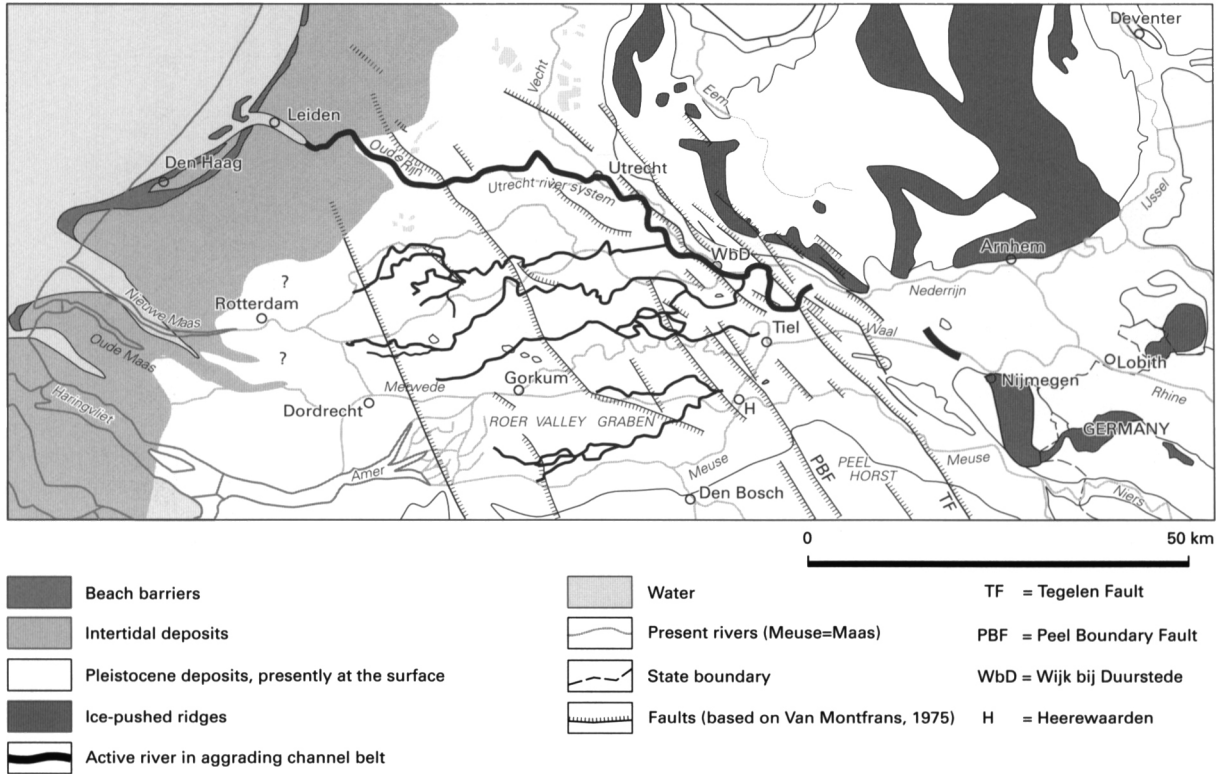 Deventer
Vecht
Eem
Leiden
Den Haag
Oude Rijn
Utrecht
Utrecht river system
IJssel
Arnhem
WbD
Nederrijn
?
Rotterdam
Nieuwe Maas
Oude Maas
Tiel
Waal
?
Lobith
Haringvliet
Merwede
Gorkum
Nijmegen
Rhine
Dordrecht
H
ROER VALLEY GRABEN
GERMANY
Amer
Meuse
PBF
PEEL
HORST
Meuse
TF
Den Bosch
Niers
0
50 km
Beach barriers
Intertidal deposits
Pleistocene deposits, presently at the surface
Ice-pushed ridges
Active river in aggrading channel belt
Water
Present rivers (Meuse=Maas)
State boundary
Faults (based on Van Montfrans, 1975)
TF = Tegelen Fault
PBF = Peel Boundary Fault
WbD = Wijk bij Duurstede
H = Heerewaarden